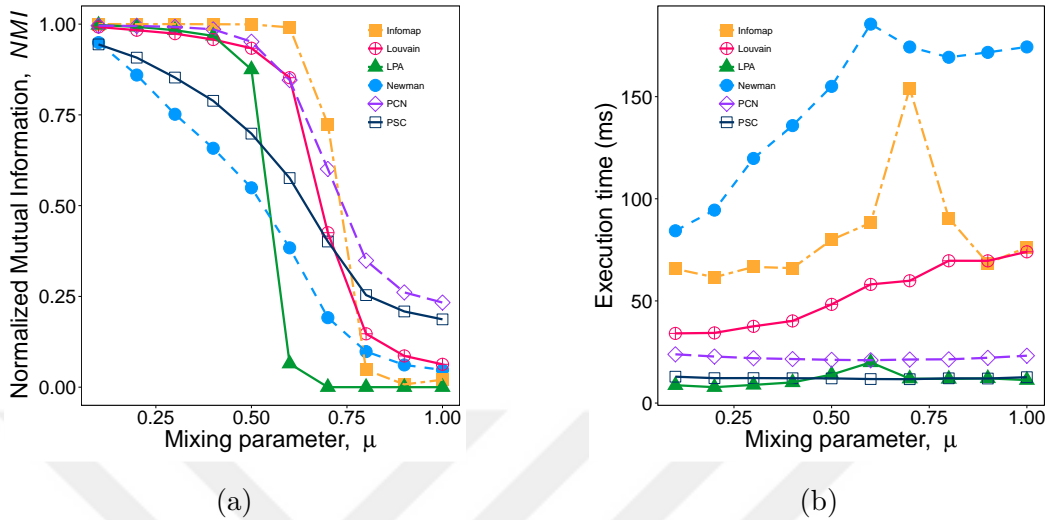 Normalized Mutual Information, NMI
1.00
0.75
0.50
0.25
0.00
Infomap
Louvain
LPA
Newman
PCN
PSC
0.25 0.50 0.75 1.00
Mixing parameter, μ
(a)
Execution time (ms)
150
100
50
0
Infomap
Louvain
LPA
Newman
PCN
PSC
0.25 0.50 0.75 1.00
Mixing parameter, μ
(b)